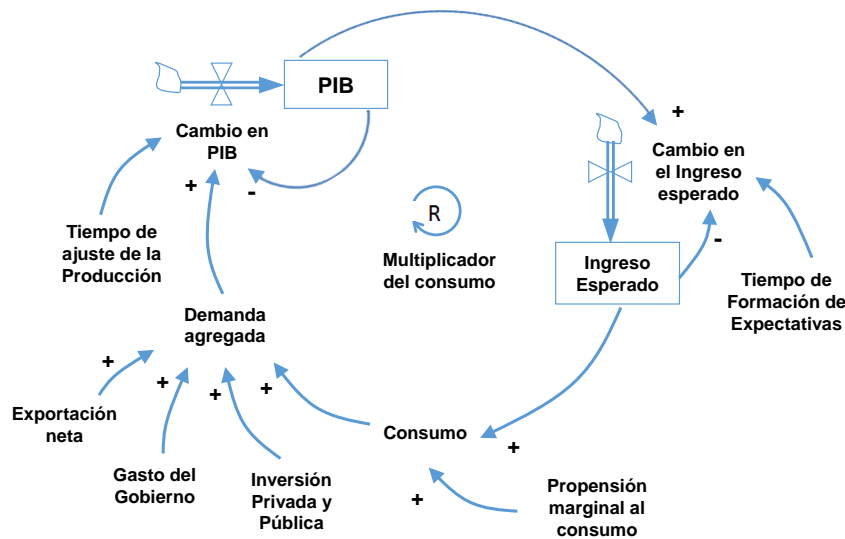 PIB
+
Cambio en
PIB
Cambio en
el Ingreso
esperado
+
-
R
Tiempo de
ajuste de la
Producción
Multiplicador
del consumo
Ingreso
Esperado
-
Tiempo de
Formación de
Expectativas
Demanda
agregada
+
+
+
+
Exportación
neta
Consumo
+
Gasto del
Gobierno
Inversión
Privada y
Pública
+
Propensión
marginal al
consumo